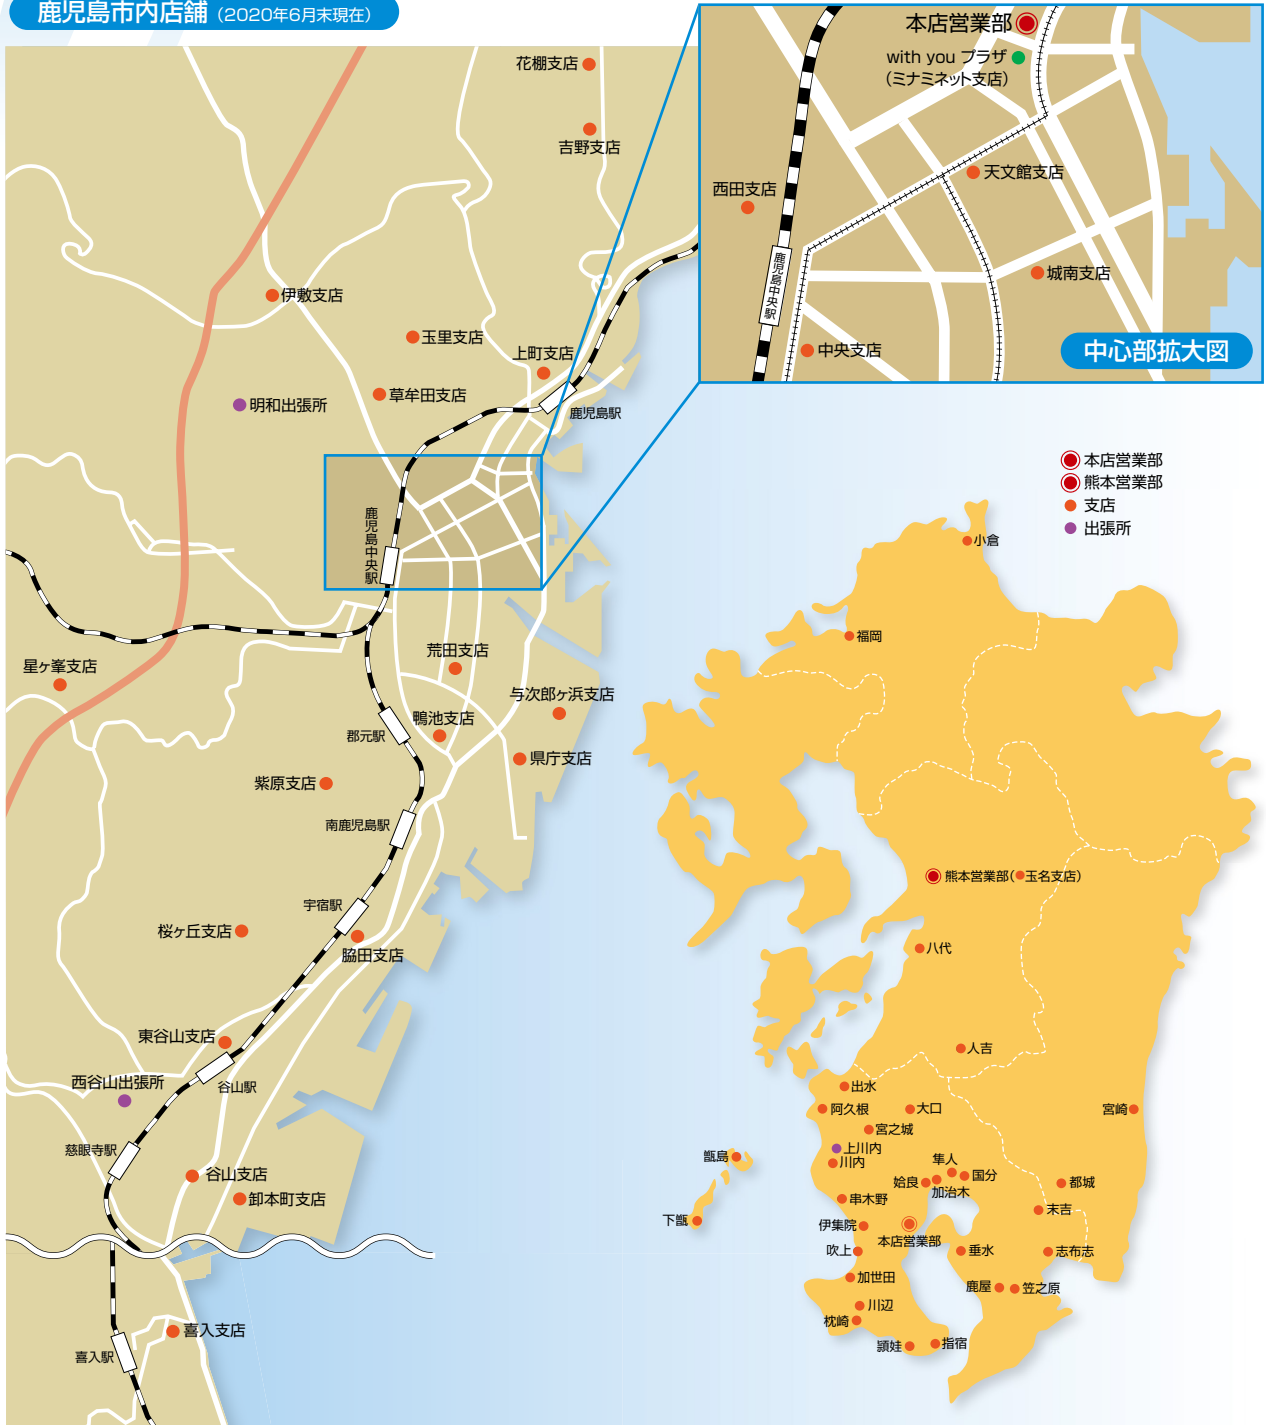 鹿児島市内店舗（2020年6月末現在）
花棚支店
吉野支店
伊敷支店
玉里支店
上町支店
草牟田支店
明和出張所
鹿児島駅
鹿児島中央駅
荒田支店
星ヶ峯支店
与次郎ヶ浜支店
鴨池支店
郡元駅
県庁支店
紫原支店
南鹿児島駅
宇宿駅
桜ヶ丘支店
脇田支店
東谷山支店
西谷山出張所
谷山駅
慈眼寺駅
谷山支店
卸本町支店
喜入支店
喜入駅
本店営業部
with you プラザ
（ミナミネット支店）
天文館支店
西田支店
鹿児島中央駅
城南支店
中央支店
中心部拡大図
本店営業部
熊本営業部
支店
出張所
小倉
福岡
熊本営業部（玉名支店）
八代
人吉
出水
阿久根
大口
宮崎
宮之城
上川内
川内
甑島
隼人
国分
姶良
加治木
都城
串木野
末吉
下甑
伊集院
本店営業部
吹上
垂水
志布志
加世田
鹿屋
笠之原
川辺
枕崎
頴娃
指宿